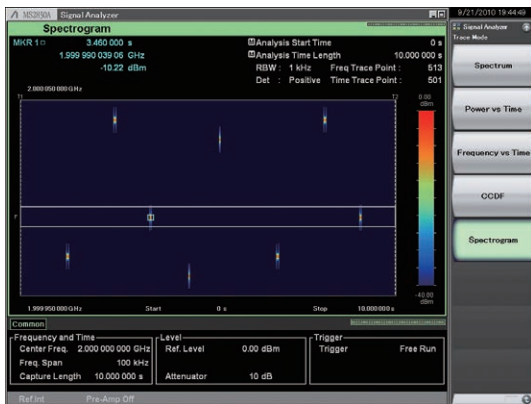 MS2830A Signal Analyzer
9/21/2010 19:44:49
Spectrogram
Signal Analyzer
Trace Mode
MKR 1 3.460 000 s
1.999 990 039 06 GHz
-10.22 dBm
Analysis Start Time 0 s
Analysis Time Length 10.000 000 s
RBW : 1 kHz Freq Trace Point : 513
Det : Positive Time Trace Point : 501
Spectrum
Power vs Time
Frequency vs Time
CCDF
Spectrogram
T1
2.000 050 000 GHz
T2
0.00
dBm
F
-40.00
dBm
1.999 950 000 GHz Start 0 s Stop 10.000000 s
Common
Frequency and Time
Center Freq. 2.000 000 000 GHz
Freq. Span 100 kHz
Capture Length 10.000 000 s
Level
Ref. Level 0.00 dBm
Attenuator 10 dB
Trigger
Trigger Free Run
Ref.Int Pre-Amp Off